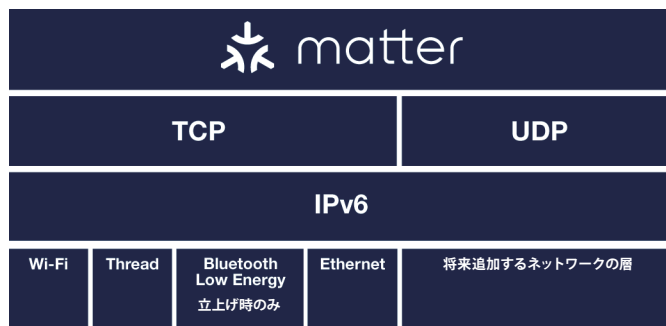 matter
TCP
UDP
IPv6
Wi-Fi
Thread
Bluetooth
Low Energy
立上げ時のみ
Ethernet
将来追加するネットワークの層